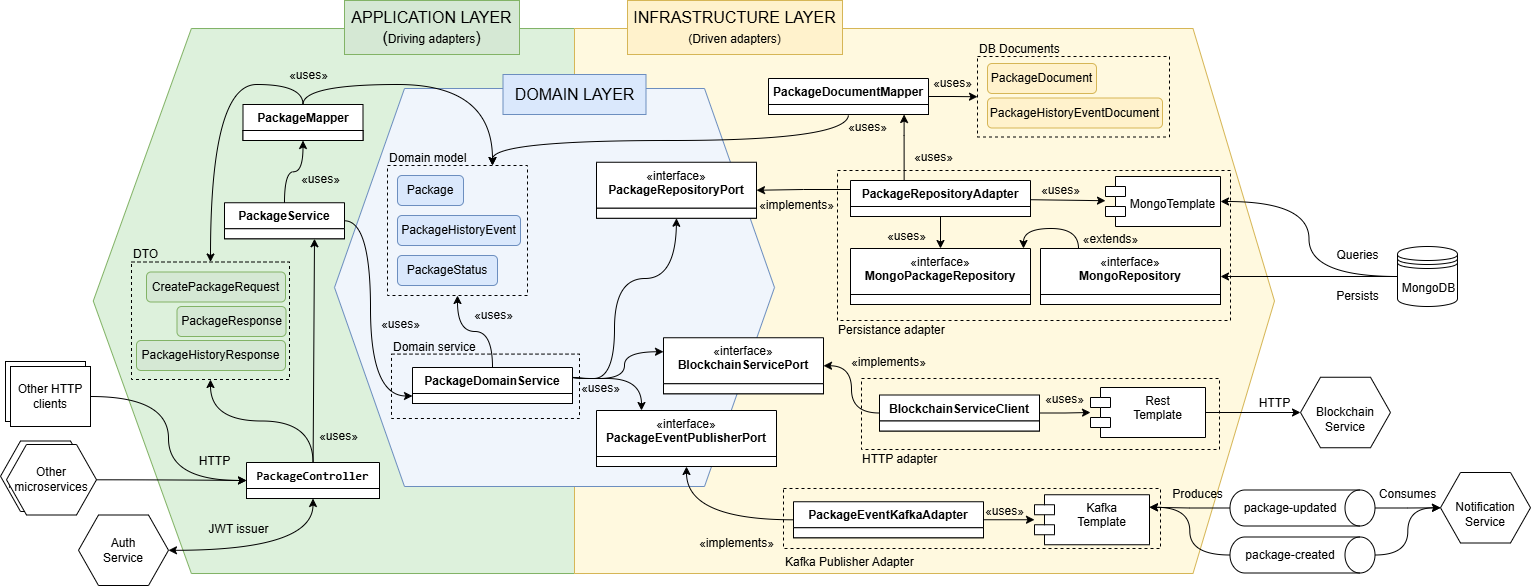 APPLICATION LAYER
(Driving adapters)
INFRASTRUCTURE LAYER
(Driven adapters)
DOMAIN LAYER
«uses»
PackageMapper
«uses»
PackageService
DTO
CreatePackageRequest
PackageResponse
PackageHistoryResponse
«uses»
«uses»
Other HTTP
clients
HTTP
Other
microservices
PackageController
JWT issuer
Auth
Service
Domain model
Package
PackageHistoryEvent
PackageStatus
«uses»
Domain service
PackageDomainService
«uses»
«interface»
PackageRepositoryPort
«interface»
BlockchainServicePort
«interface»
PackageEventPublisherPort
PackageDocumentMapper
«uses»
«uses»
DB Documents
PackageDocument
PackageHistoryEventDocument
«uses»
«implements»
PackageRepositoryAdapter
«uses»
MongoTemplate
«uses»
«extends»
«interface»
MongoPackageRepository
«interface»
MongoRepository
Persistance adapter
Queries
Persists
MongoDB
«implements»
BlockchainServiceClient
«uses»
Rest
Template
HTTP adapter
HTTP
Blockchain
Service
«implements»
PackageEventKafkaAdapter
«uses»
Kafka
Template
Kafka Publisher Adapter
Produces
package-updated
package-created
Consumes
Notification
Service